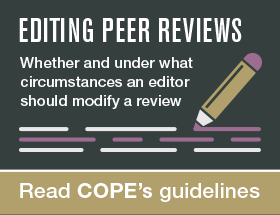 EDITING PEER REVIEWS
Whether and under what
circumstances an editor
should modify a review
Read COPE's guidelines